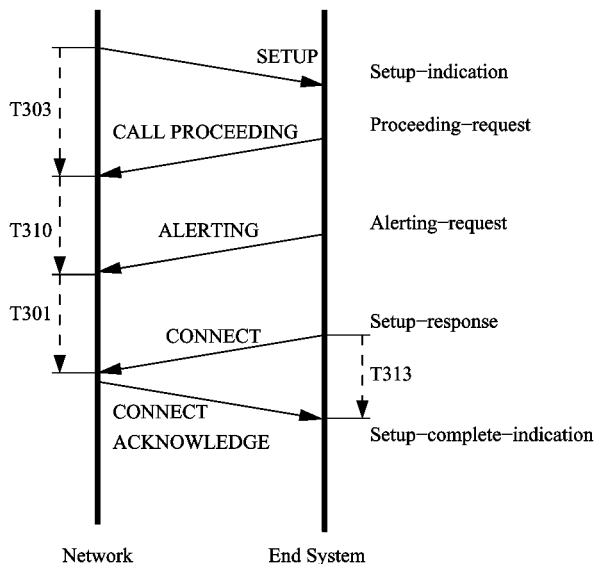 SETUP
Setup−indication
T303
CALL PROCEEDING
Proceeding−request
T310
ALERTING
Alerting−request
T301
CONNECT
Setup−response
T313
CONNECT
ACKNOWLEDGE
Setup−complete−indication
Network
End System